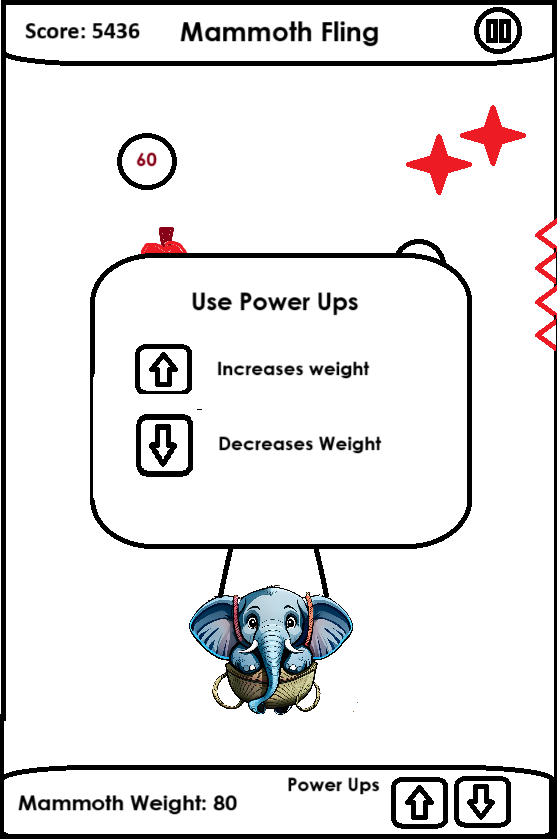 Score: 5436
Mammoth Fling
60
Use Power Ups
Increases weight
Decreases Weight
Power Ups
Mammoth Weight: 80